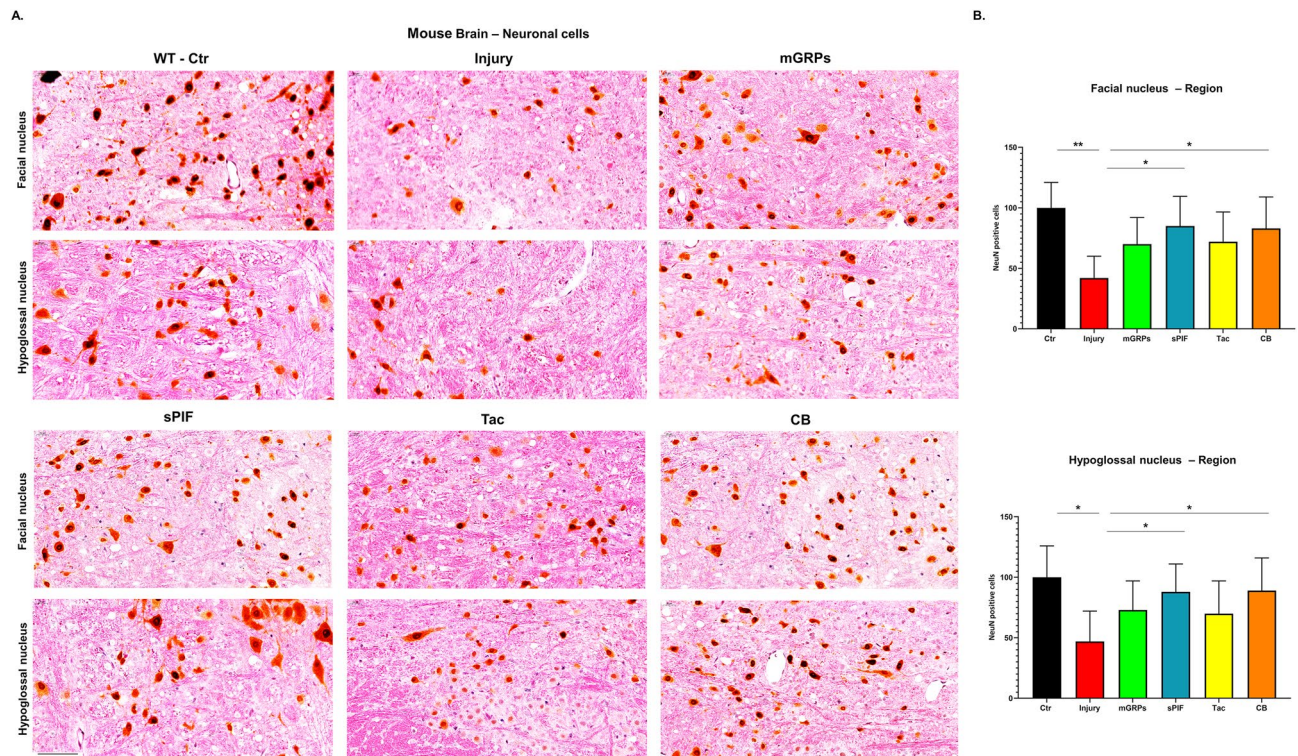 A.
Mouse Brain – Neuronal cells
WT - Ctr
Injury
mGRPs
Facial nucleus
Hypoglossal nucleus
sPIF
Tac
CB
Facial nucleus
Hypoglossal nucleus
B.
Facial nucleus – Region
NeuN positive cells
150
100
50
0
** 
*
*
Ctr Injury mGRPs sPIF Tac CB
Hypoglossal nucleus – Region
NeuN positive cells
150
100
50
0
*
*
*
Ctr Injury mGRPs sPIF Tac CB